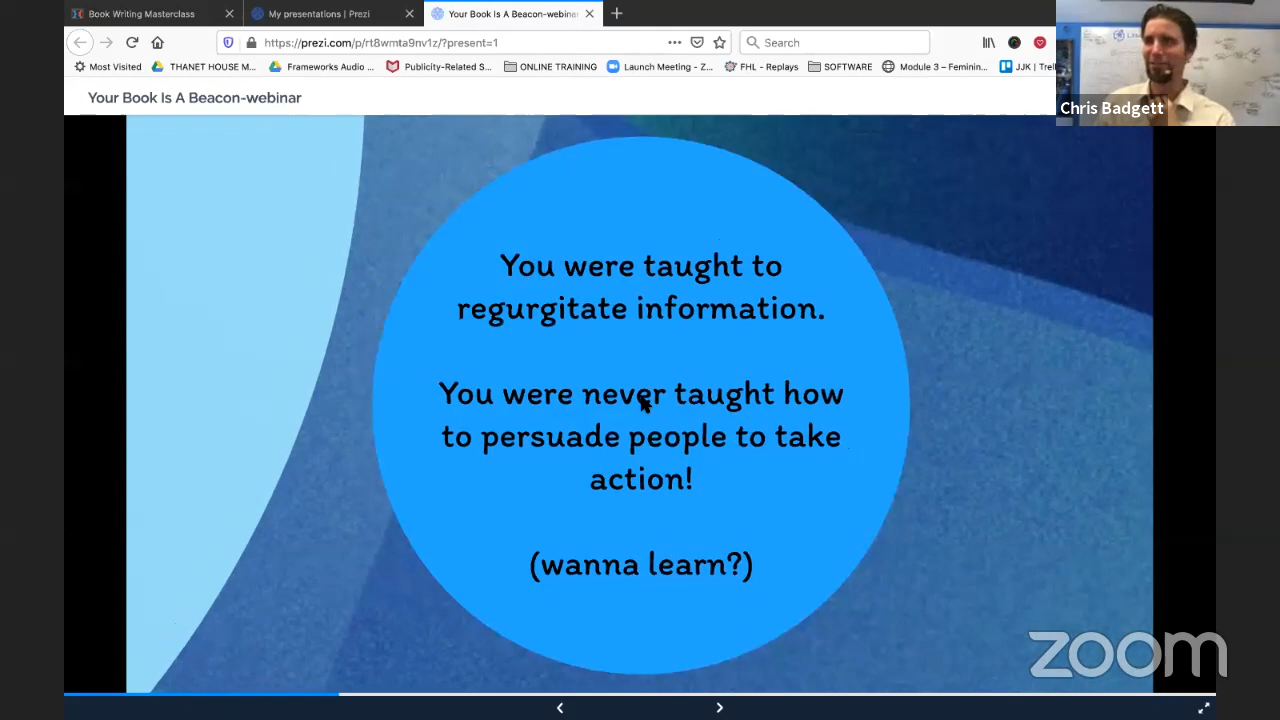 Book Writing Masterclass
My presentations | Prezi
Your Book Is A Beacon-webinar
https://prezi.com/p/rt8wmta9nv1z/?present=1
Search
Most Visited
THANET HOUSE M...
Frameworks Audio ...
Publicity-Related S...
ONLINE TRAINING
Launch Meeting - Z...
FHL - Replays
SOFTWARE
Module 3 – Feminin...
JJK | Trel
Your Book Is A Beacon-webinar
Chris Badgett
You were taught to
regurgitate information.
You were never taught how
to persuade people to take
action!
(wanna learn?)
zoom